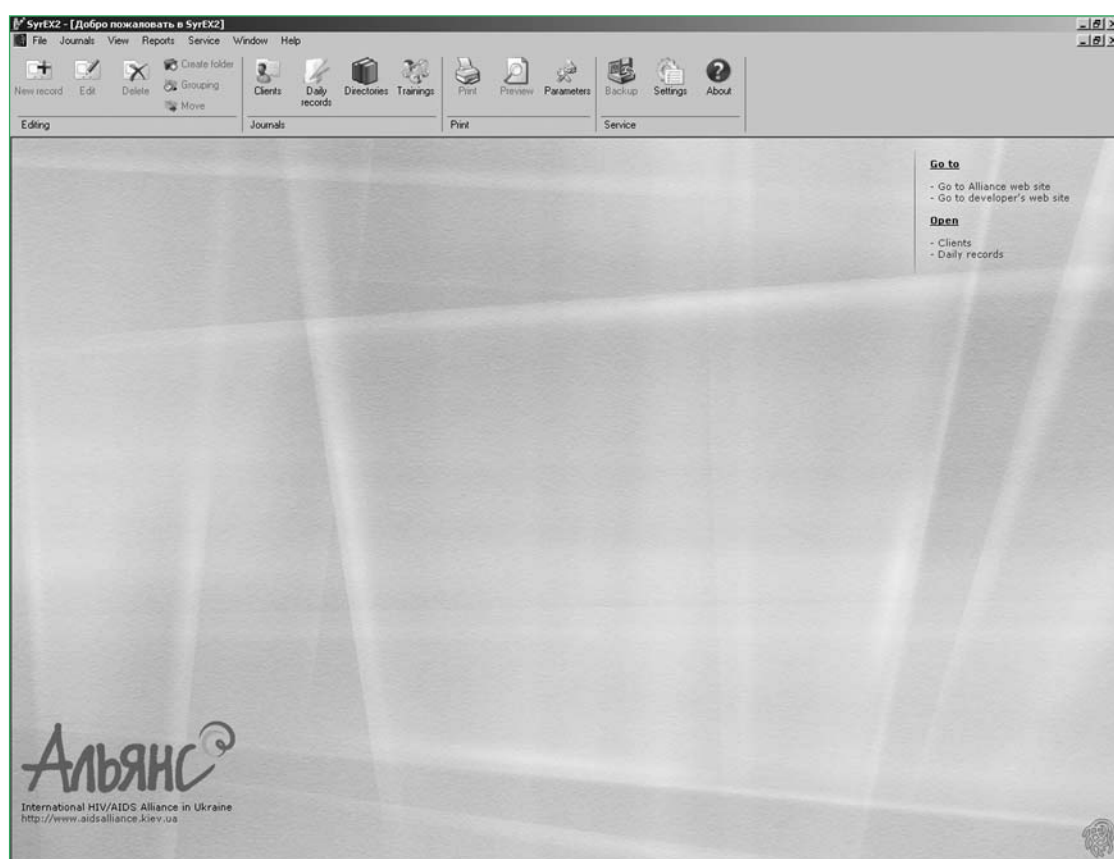 SyrEX2 - [Добро пожаловать в SyrEX2]
File Journals View Reports Service Window Help
New record Edit Delete Create folder Grouping Move
Clients Daily records Directories Trainings
Print Preview Parameters
Backup Settings About
Editing Journals Print Service
Go to
- Go to Alliance web site
- Go to developer's web site
Open
- Clients
- Daily records
Альянс
International HIV/AIDS Alliance in Ukraine
http://www.aidsalliance.kiev.ua